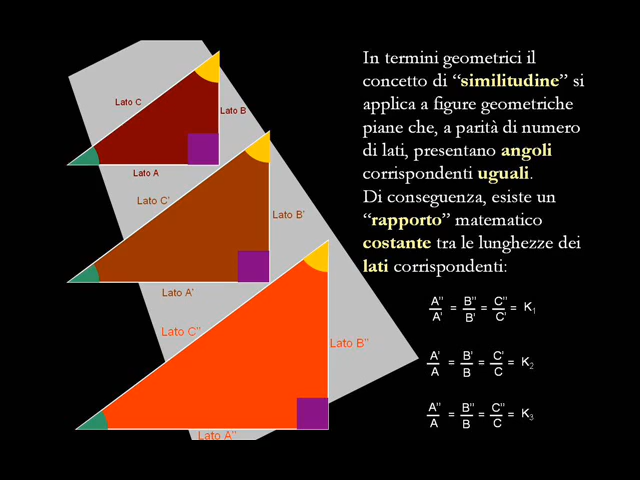 In termini geometrici il
concetto di “similitudine” si
applica a figure geometriche
piane che, a parità di numero
di lati, presentano angoli
corrispondenti uguali.
Di conseguenza, esiste un
“rapporto” matematico
costante tra le lunghezze dei
lati corrispondenti:
A"/A' = B"/B' = C"/C' = K1
A'/A = B'/B = C'/C = K2
A"/A = B"/B = C"/C = K3
Lato C
Lato B
Lato A
Lato C'
Lato B'
Lato A'
Lato C"
Lato B"
Lato A"